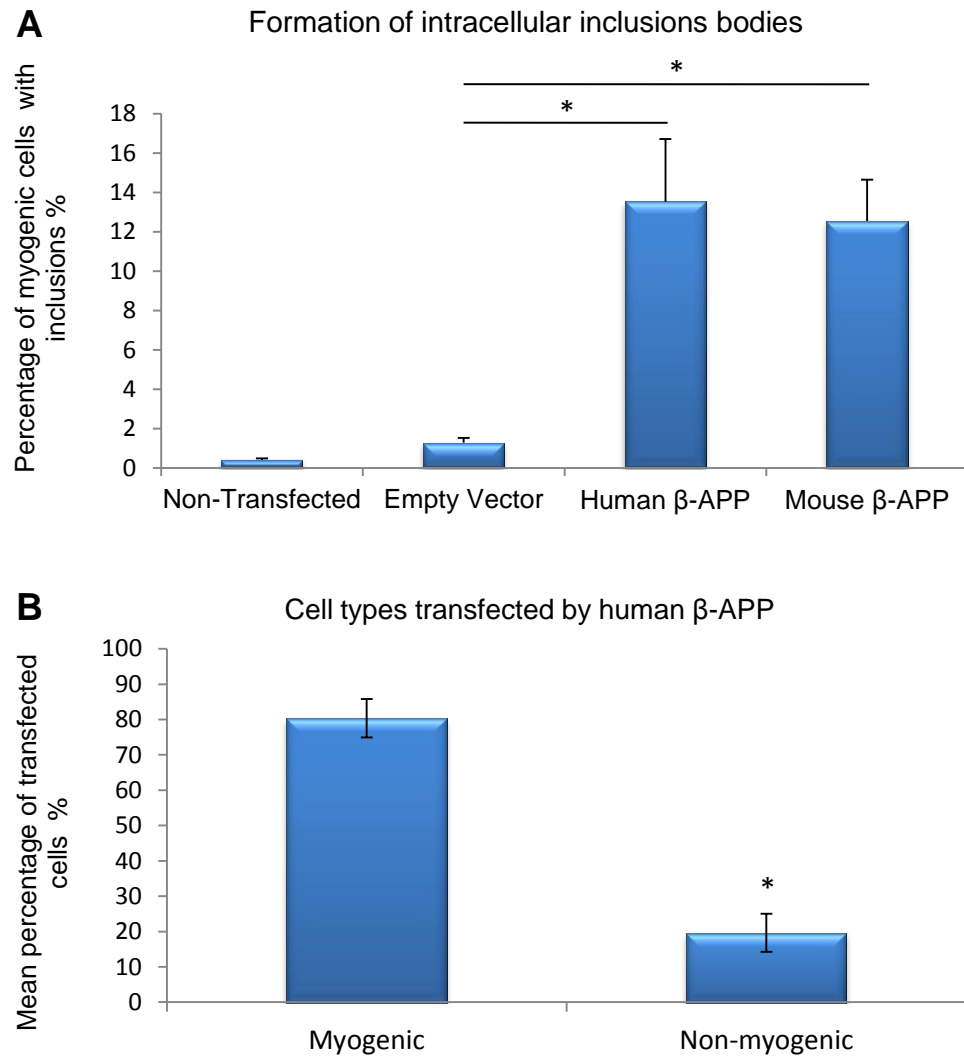 A
Formation of intracellular inclusions bodies
Percentage of myogenic cells with
inclusions %
*
*
18
16
14
12
10
8
6
4
2
0
Non-Transfected
Empty Vector
Human β-APP
Mouse β-APP
B
Cell types transfected by human β-APP
Mean percentage of transfected
cells %
100
90
80
70
60
50
40
30
20
10
0
*
Myogenic
Non-myogenic